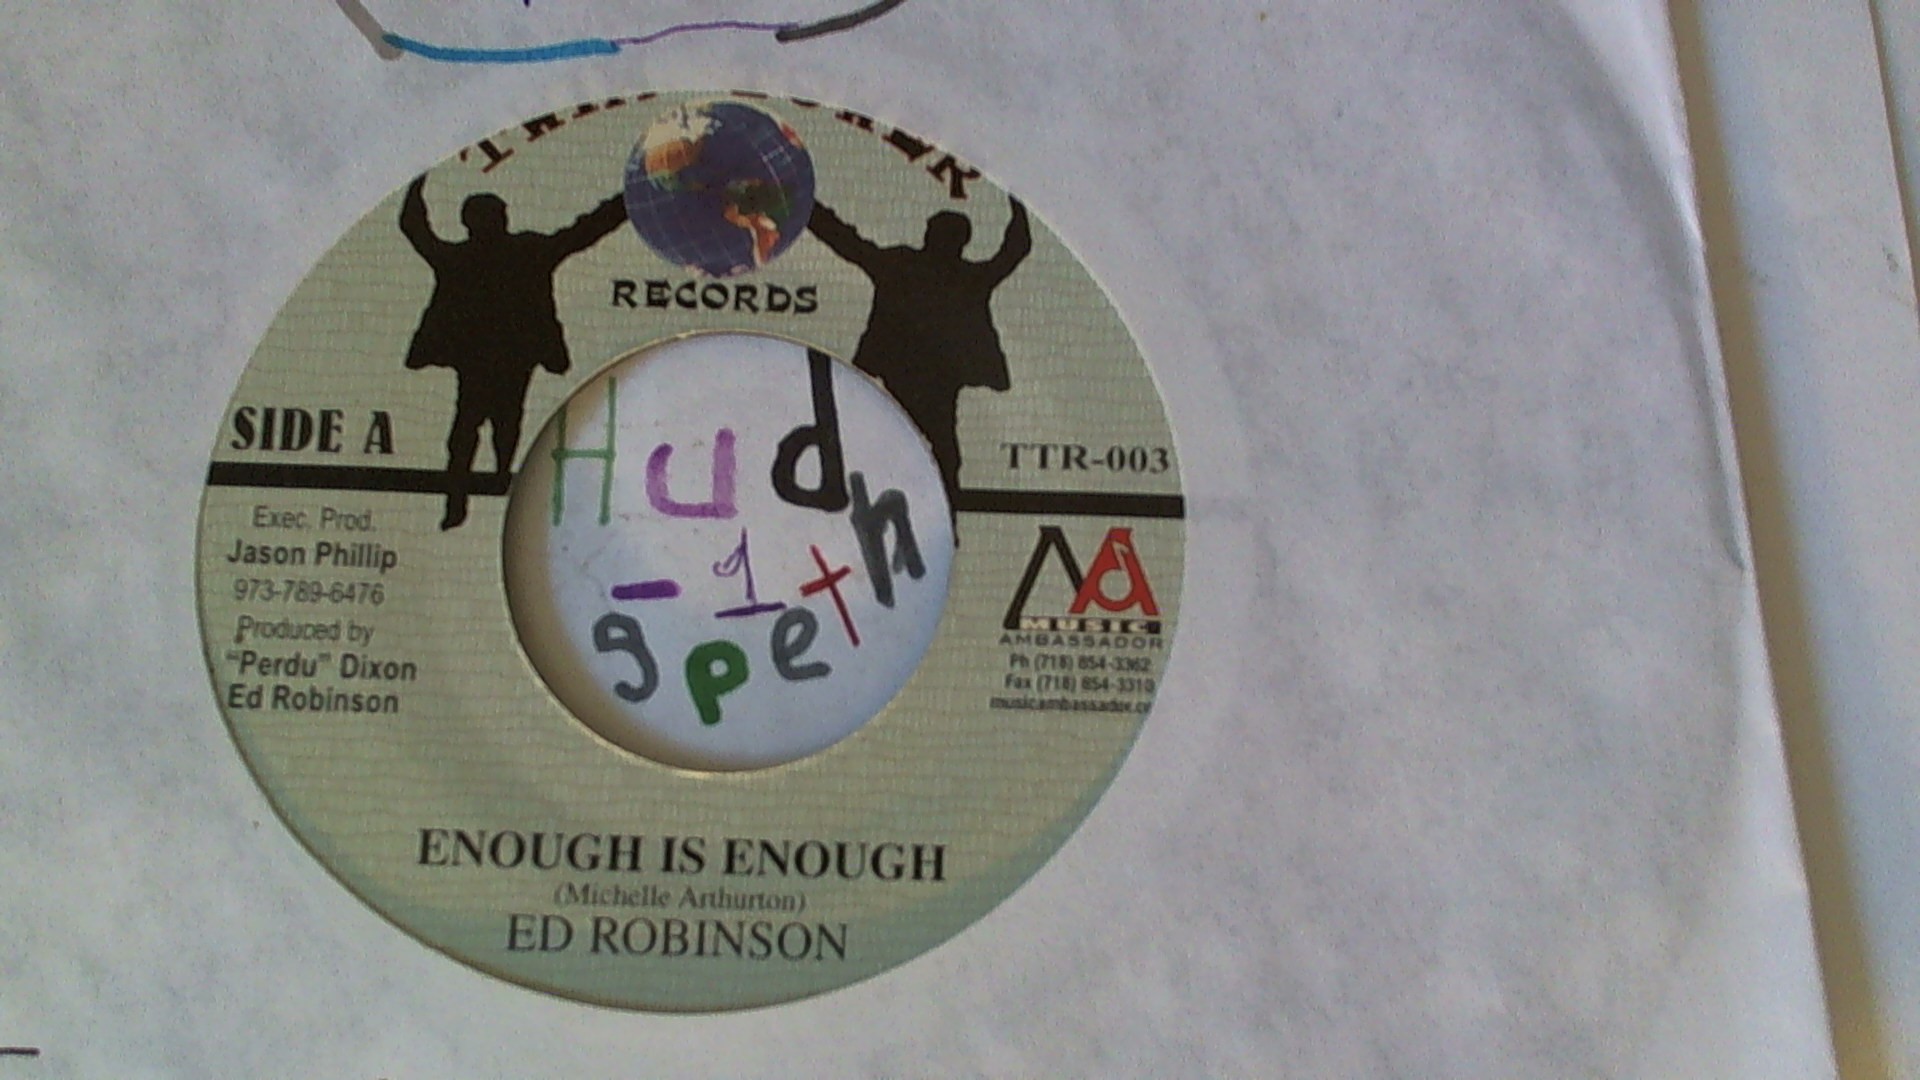 RECORDS
SIDE A
TTR-003
Exec. Prod.
Jason Phillip
973-789-6476
Produced by
"Perdu" Dixon
Ed Robinson
MUSIC
AMBASSADOR
Ph (718) 854-3362
Fax (718) 854-3310
Hudh
-1
gpeth
ENOUGH IS ENOUGH
(Michelle Arthurton)
ED ROBINSON